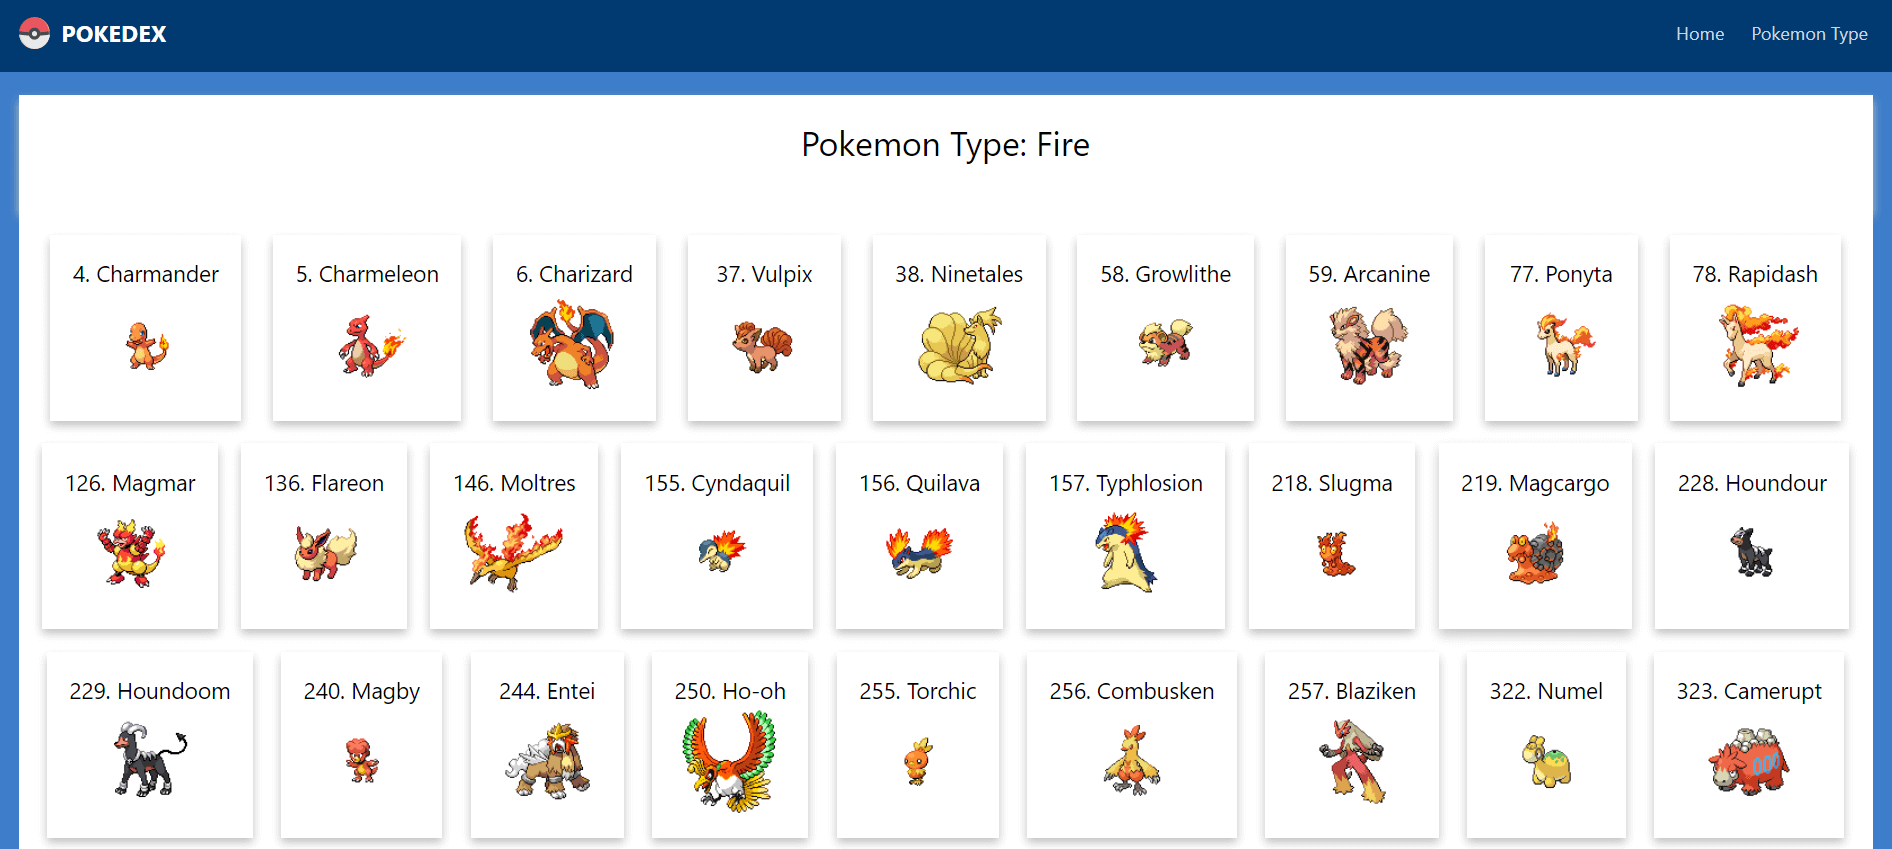 POKEDEX
Home Pokemon Type
Pokemon Type: Fire
4. Charmander 5. Charmeleon 6. Charizard 37. Vulpix 38. Ninetales 58. Growlithe 59. Arcanine 77. Ponyta 78. Rapidash
126. Magmar 136. Flareon 146. Moltres 155. Cyndaquil 156. Quilava 157. Typhlosion 218. Slugma 219. Magcargo 228. Houndour
229. Houndoom 240. Magby 244. Entei 250. Ho-oh 255. Torchic 256. Combusken 257. Blaziken 322. Numel 323. Camerupt